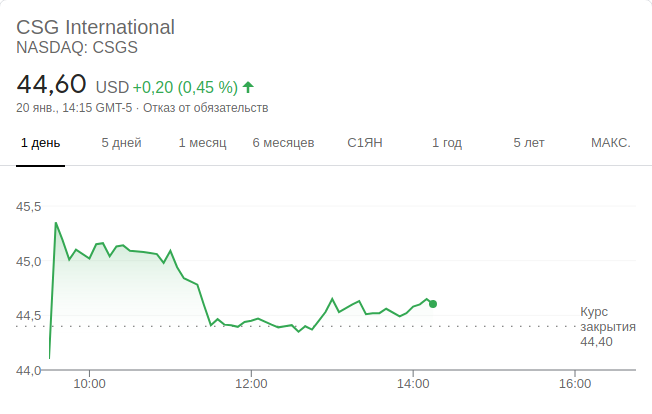 CSG International
NASDAQ: CSGS
44,60 USD +0,20 (0,45 %)
20 янв., 14:15 GMT-5 · Отказ от обязательств
1 день 5 дней 1 месяц 6 месяцев С1ЯН 1 год 5 лет МАКС.
45,5
45,0
44,5
44,0
Курс
закрытия
44,40
10:00 12:00 14:00 16:00